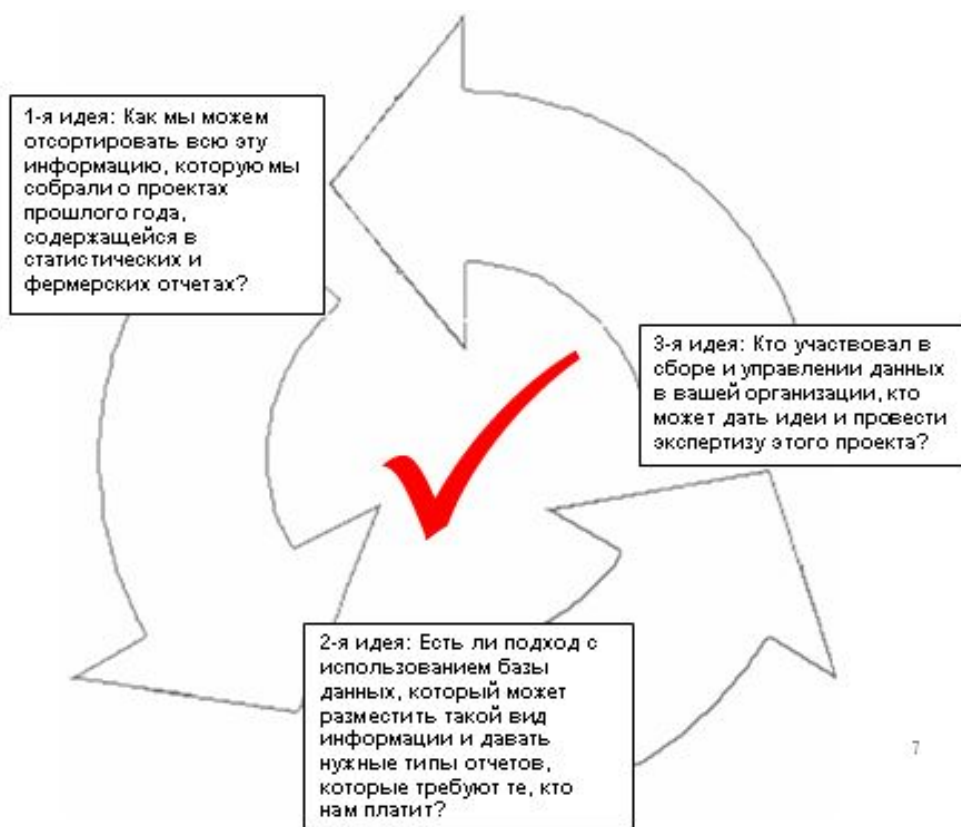 1-я идея: Как мы можем
отсортировать всю эту
информацию, которую мы
собрали о проектах
прошлого года,
содержащейся в
статистических и
фермерских отчетах?
3-я идея: Кто участвовал в
сборе и управлении данных
в вашей организации, кто
может дать идеи и провести
экспертизу этого проекта?
2-я идея: Есть ли подход с
использованием базы
данных, который может
разместить такой вид
информации и давать
нужные типы отчетов,
которые требуют те, кто
нам платит?
7